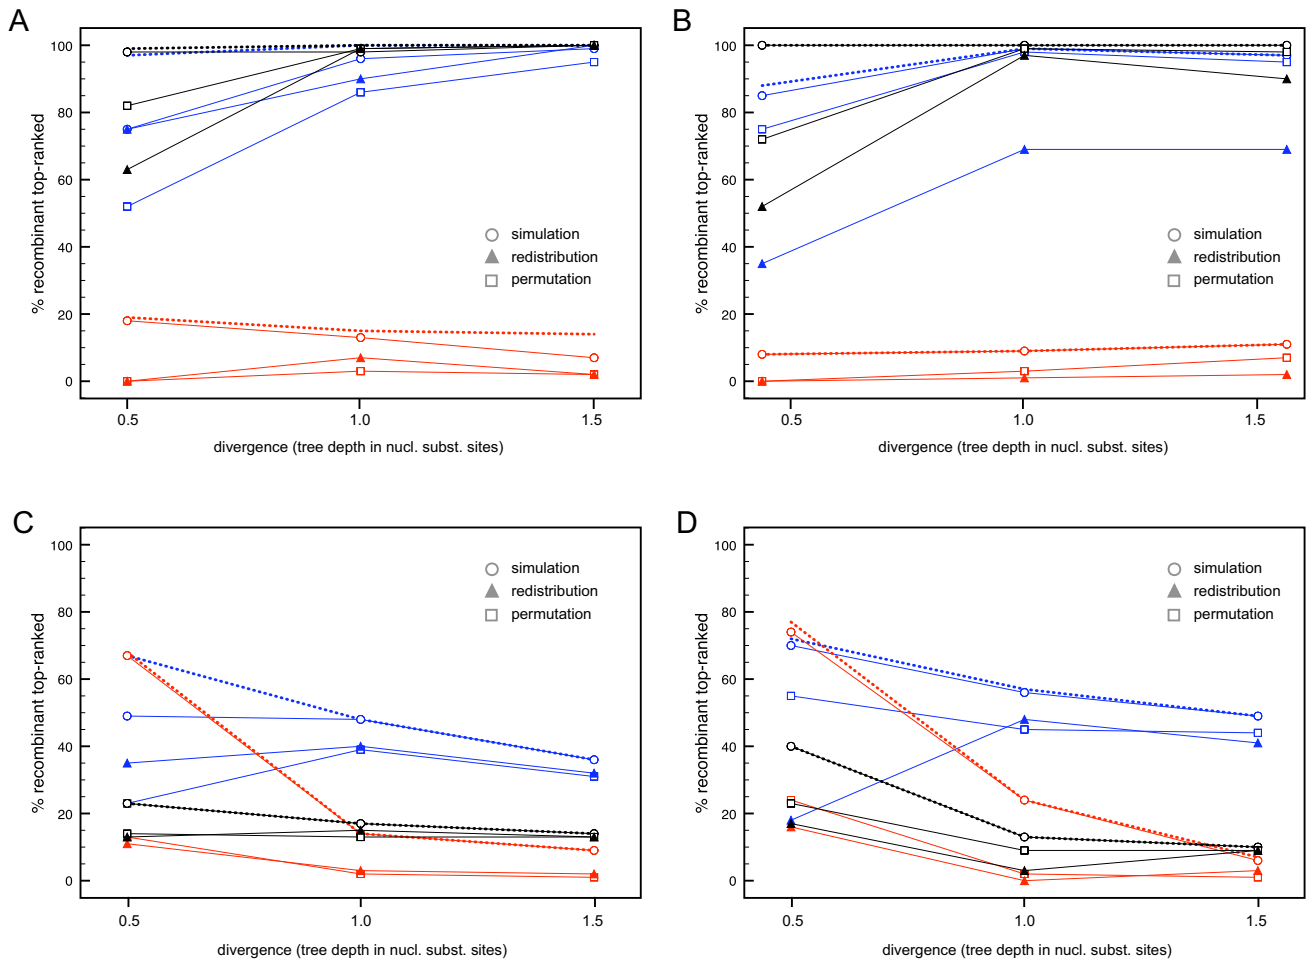 A
100
80
60
40
20
0
% recombinant top-ranked
simulation
redistribution
permutation
0.5 1.0 1.5
divergence (tree depth in nucl. subst. sites)
B
100
80
60
40
20
0
% recombinant top-ranked
simulation
redistribution
permutation
0.5 1.0 1.5
divergence (tree depth in nucl. subst. sites)
C
100
80
60
40
20
0
% recombinant top-ranked
simulation
redistribution
permutation
0.5 1.0 1.5
divergence (tree depth in nucl. subst. sites)
D
100
80
60
40
20
0
% recombinant top-ranked
simulation
redistribution
permutation
0.5 1.0 1.5
divergence (tree depth in nucl. subst. sites)